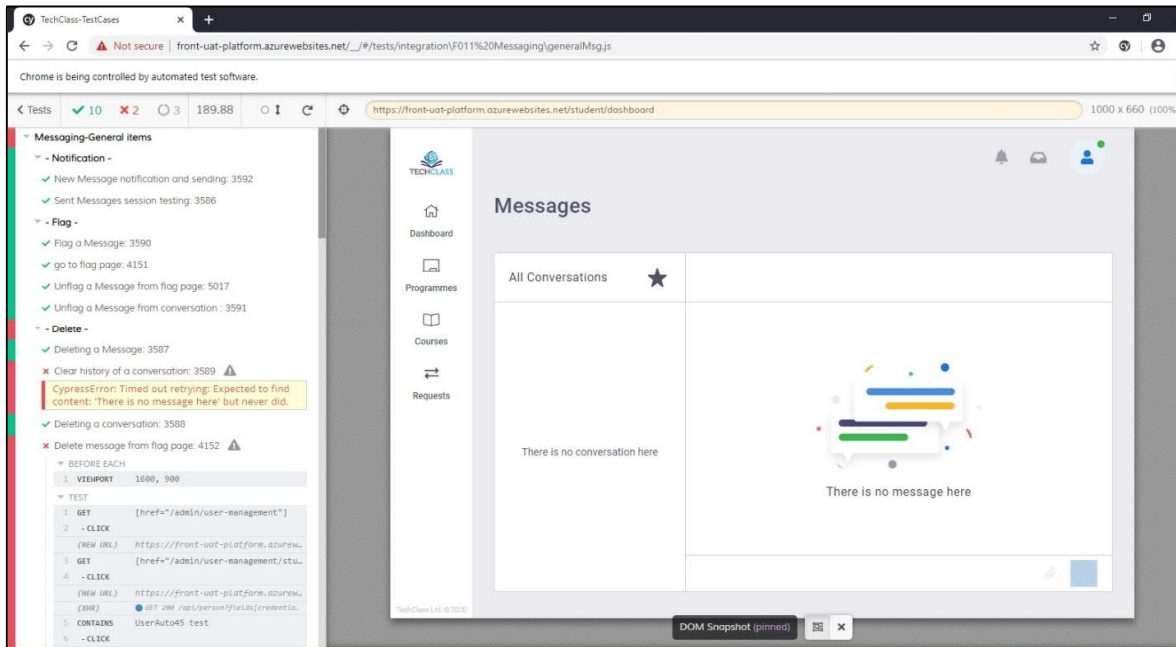 TechClass-TestCases
Not secure | front-uat-platform.azurewebsites.net/__/#/tests/integration\F011%20Messaging\generalMsg.js
Chrome is being controlled by automated test software.
Tests 10 2 3 189.88 https://front-uat-platform.azurewebsites.net/student/dashboard 1000 x 660 (100%
Messaging-General items
- Notification -
New Message notification and sending: 3592
Sent Messages session testing: 3586
- Flag -
Flag a Message: 3590
go to flag page: 4151
Unflag a Message from flag page: 5017
Unflag a Message from conversation : 3591
- Delete -
Deleting a Message: 3587
Clear history of a conversation: 3589
CypressError: Timed out retrying: Expected to find
content: 'There is no message here' but never did.
Deleting a conversation: 3588
Delete message from flag page: 4152
BEFORE EACH
1 VIEWPORT 1600, 900
TEST
1 GET [href="/admin/user-management"]
2 - CLICK
(NEW URL) https://front-uat-platform.azurew…
3 GET [href="/admin/user-management/stu…
4 - CLICK
(NEW URL) https://front-uat-platform.azurew…
(XHR) GET 200 /api/person?fields[credentia…
5 CONTAINS UserAuto45 test
6 - CLICK
TECHCLASS
Dashboard
Programmes
Courses
Requests
TechClass Ltd. © 2020
Messages
All Conversations
There is no conversation here
There is no message here
DOM Snapshot (pinned)